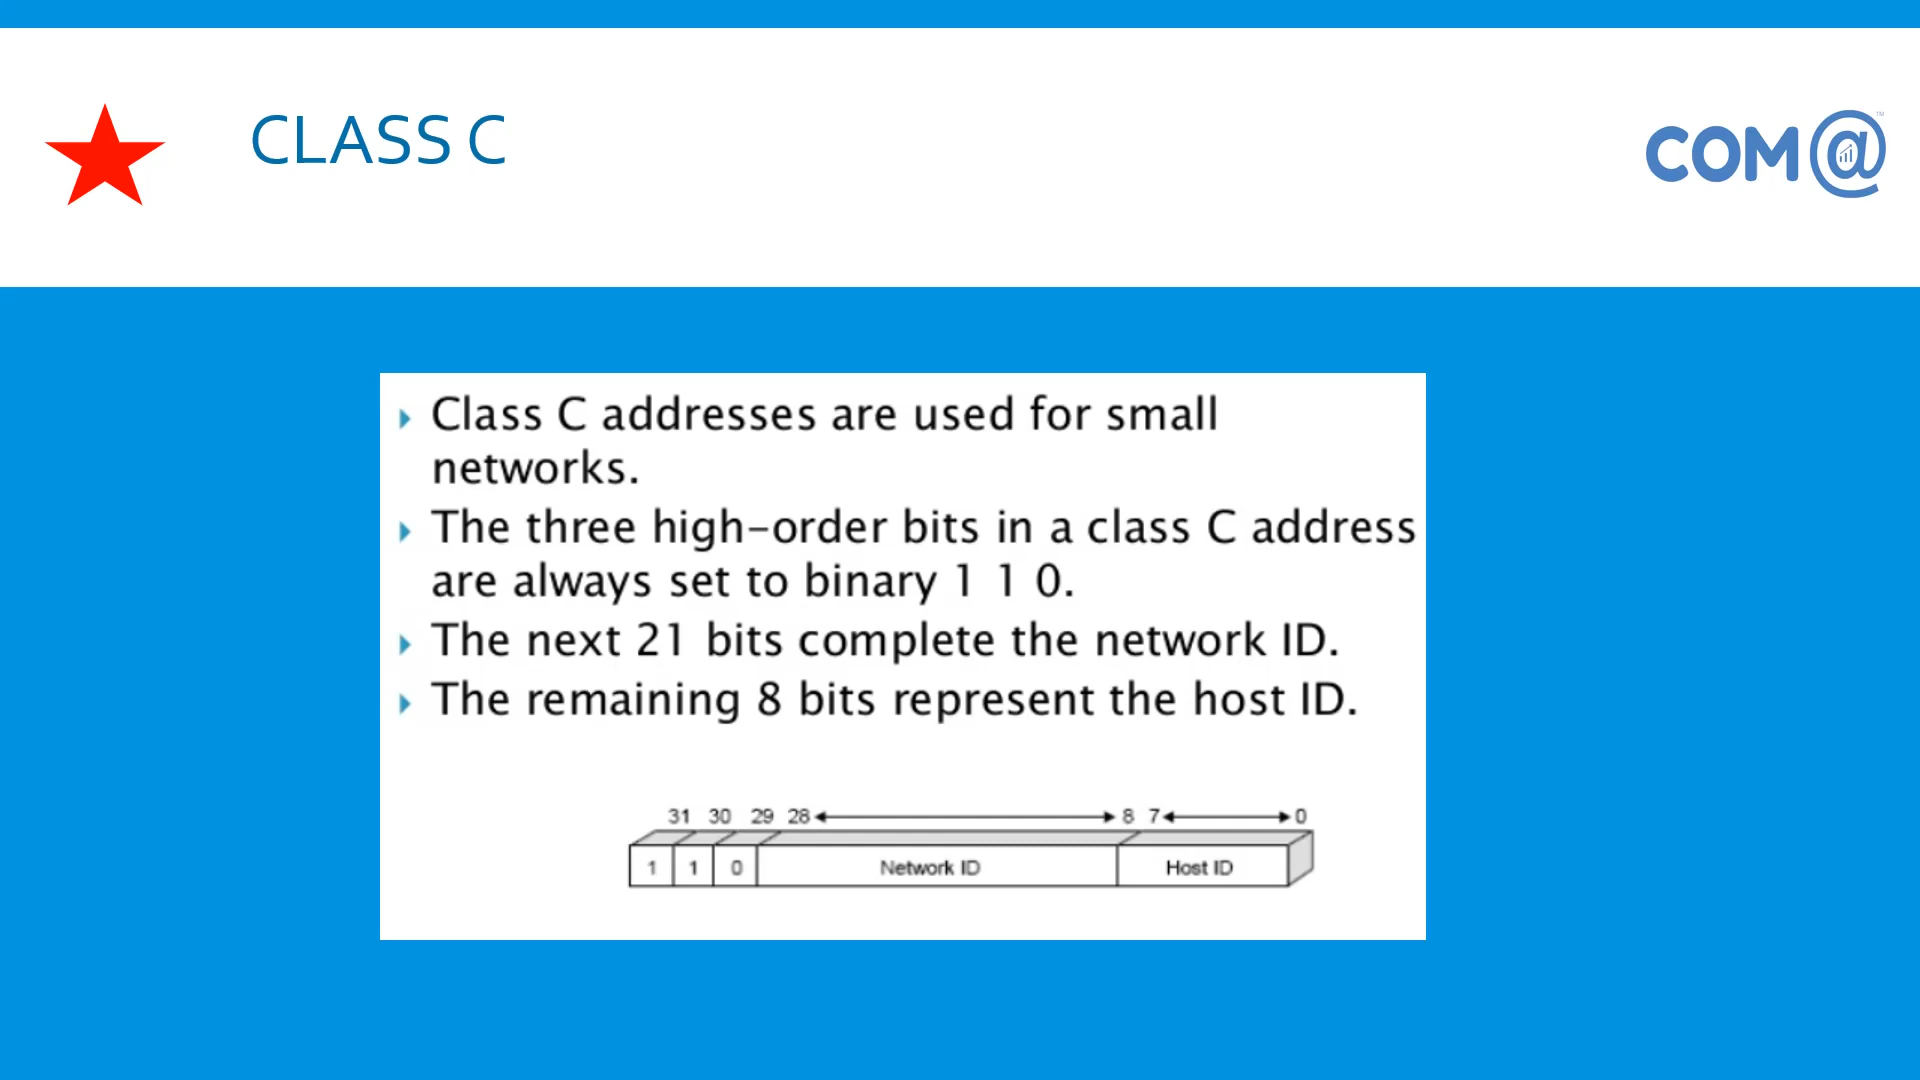 CLASS C
COM@ ™
Class C addresses are used for small
networks.
The three high-order bits in a class C address
are always set to binary 1 1 0.
The next 21 bits complete the network ID.
The remaining 8 bits represent the host ID.
31 30 29 28 8 7 0
1 1 0 Network ID Host ID